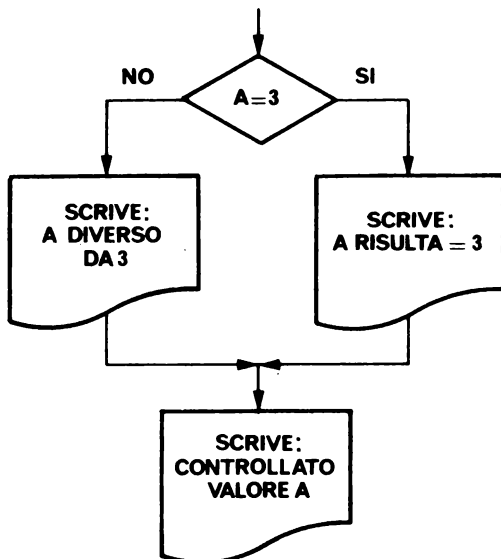 NO
A=3
SI
SCRIVE:
A DIVERSO
DA 3
SCRIVE:
A RISULTA = 3
SCRIVE:
CONTROLLATO
VALORE A